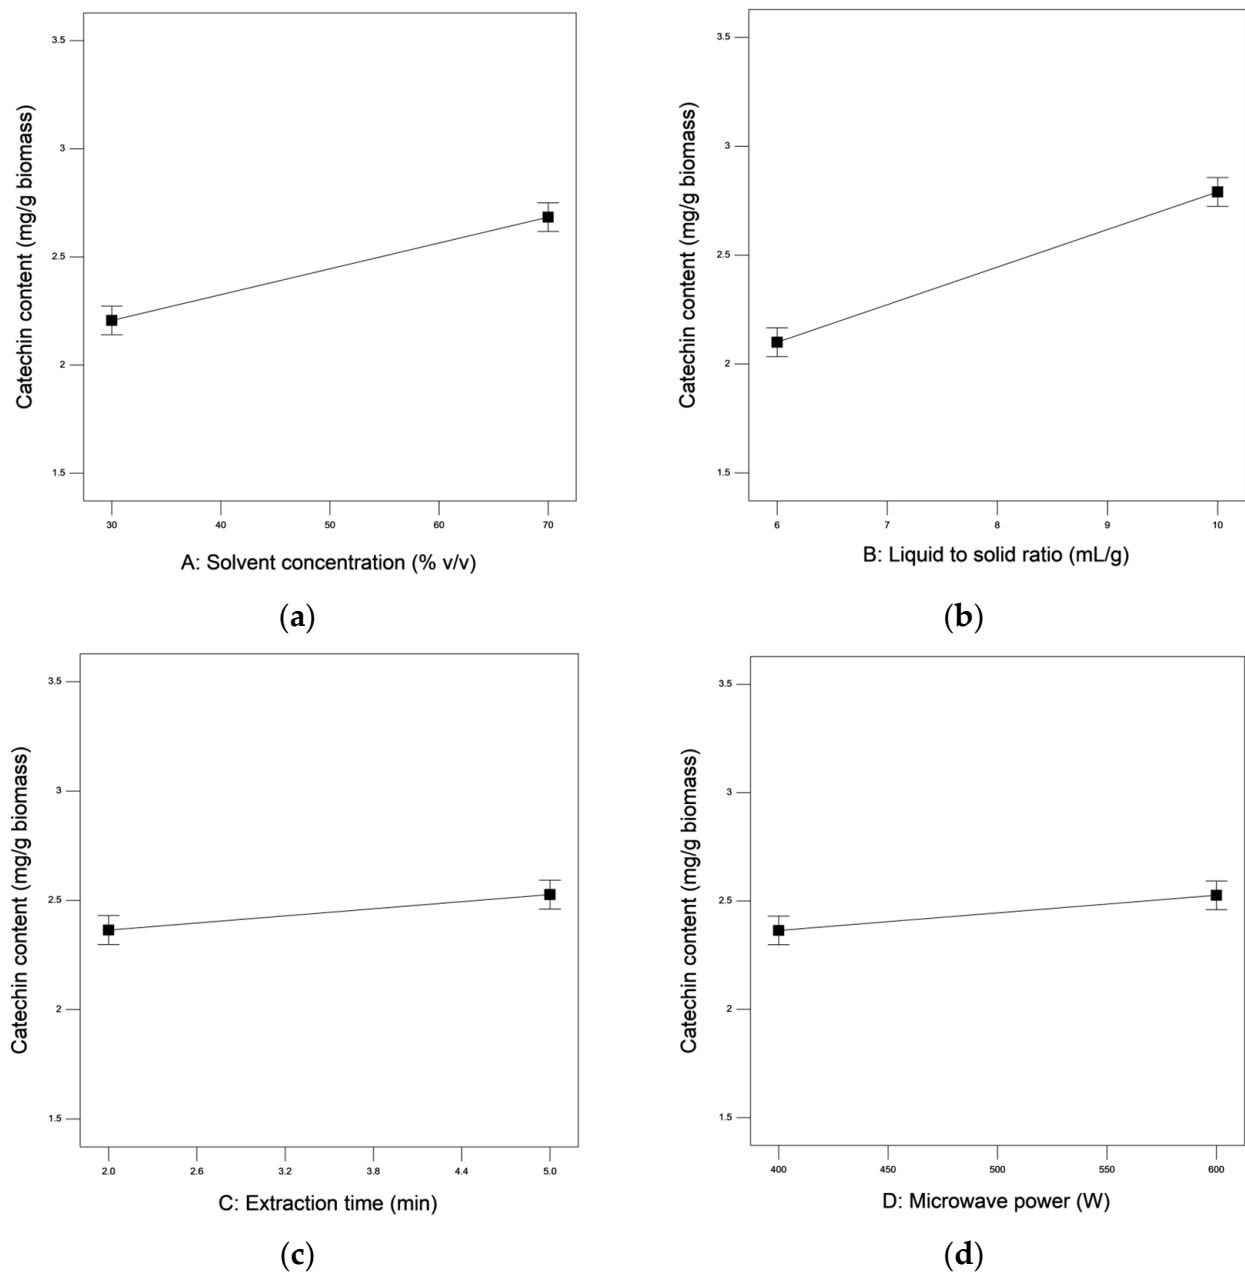 Catechin content (mg/g biomass)
3.5
3
2.5
2
1.5
30 40 50 60 70
A: Solvent concentration (% v/v)
(a)
Catechin content (mg/g biomass)
3.5
3
2.5
2
1.5
6 7 8 9 10
B: Liquid to solid ratio (mL/g)
(b)
Catechin content (mg/g biomass)
3.5
3
2.5
2
1.5
2.0 2.6 3.2 3.8 4.4 5.0
C: Extraction time (min)
(c)
Catechin content (mg/g biomass)
3.5
3
2.5
2
1.5
400 450 500 550 600
D: Microwave power (W)
(d)